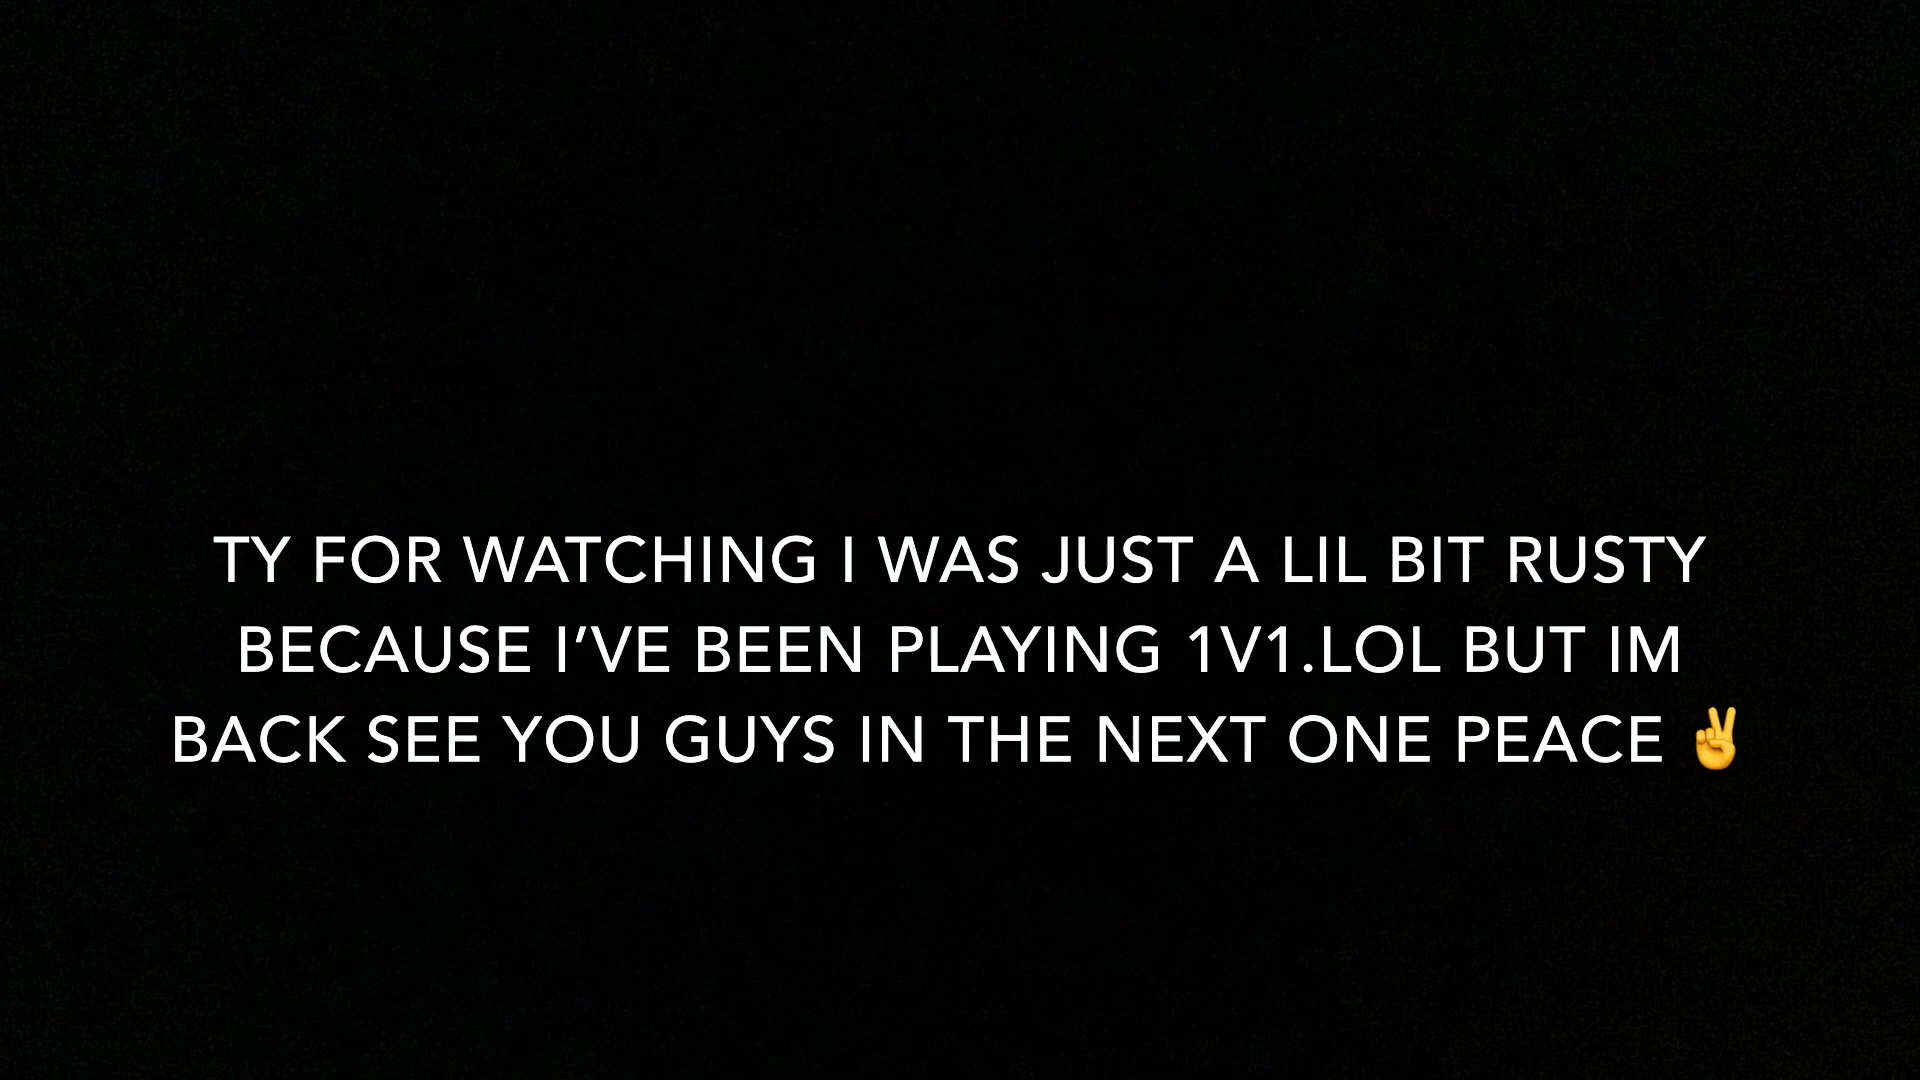 TY FOR WATCHING I WAS JUST A LIL BIT RUSTY
BECAUSE I’VE BEEN PLAYING 1V1.LOL BUT IM
BACK SEE YOU GUYS IN THE NEXT ONE PEACE ✌️